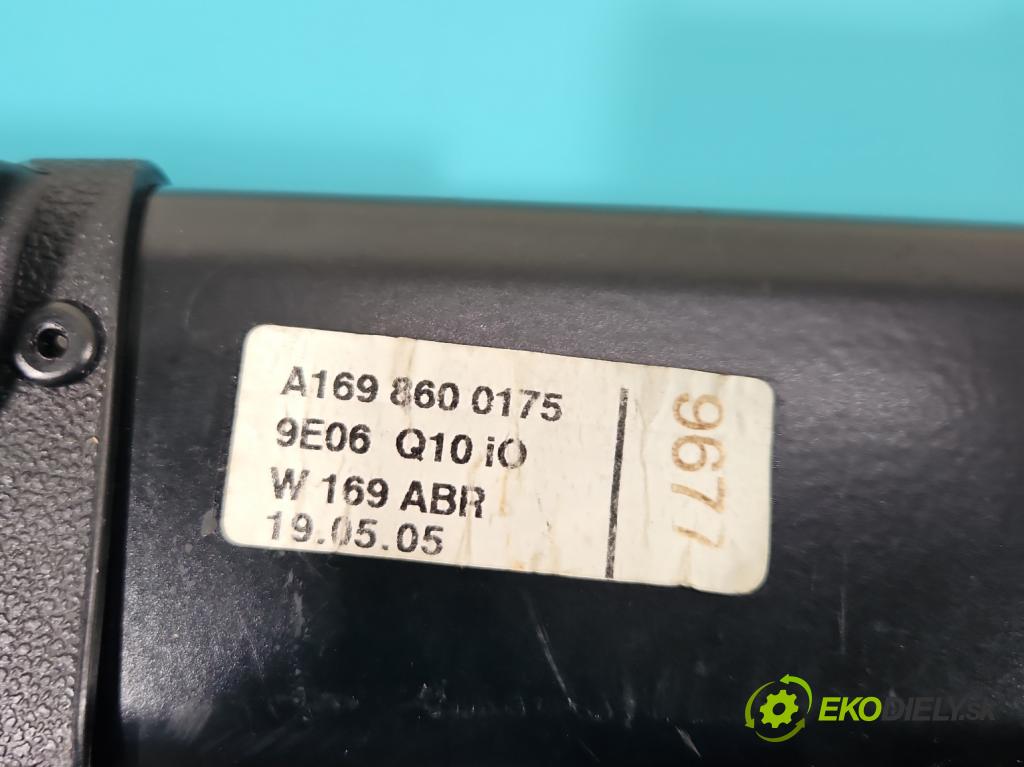 A169 860 0175
9E06 Q10 iO
W 169 ABR
19.05.05
9677
EKODIELY.SK